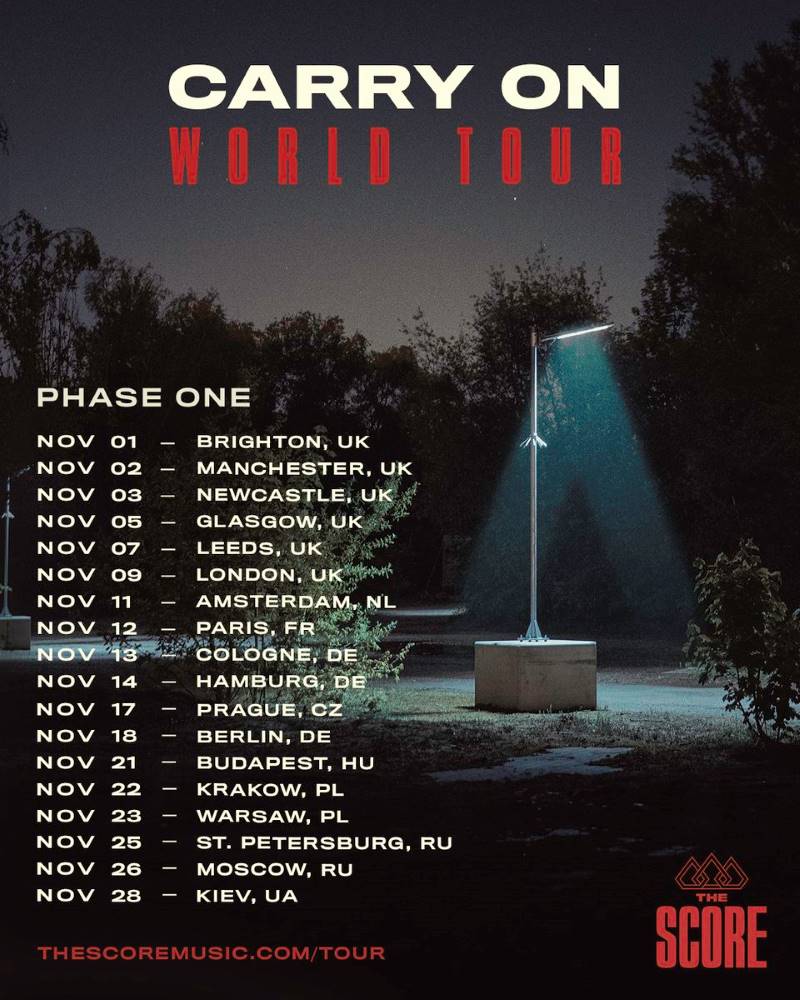 CARRY ON
WORLD TOUR
PHASE ONE
NOV 01 – BRIGHTON, UK
NOV 02 – MANCHESTER, UK
NOV 03 – NEWCASTLE, UK
NOV 05 – GLASGOW, UK
NOV 07 – LEEDS, UK
NOV 09 – LONDON, UK
NOV 11 – AMSTERDAM, NL
NOV 12 – PARIS, FR
NOV 13 – COLOGNE, DE
NOV 14 – HAMBURG, DE
NOV 17 – PRAGUE, CZ
NOV 18 – BERLIN, DE
NOV 21 – BUDAPEST, HU
NOV 22 – KRAKOW, PL
NOV 23 – WARSAW, PL
NOV 25 – ST. PETERSBURG, RU
NOV 26 – MOSCOW, RU
NOV 28 – KIEV, UA
THESCOREMUSIC.COM/TOUR
THE
SCORE